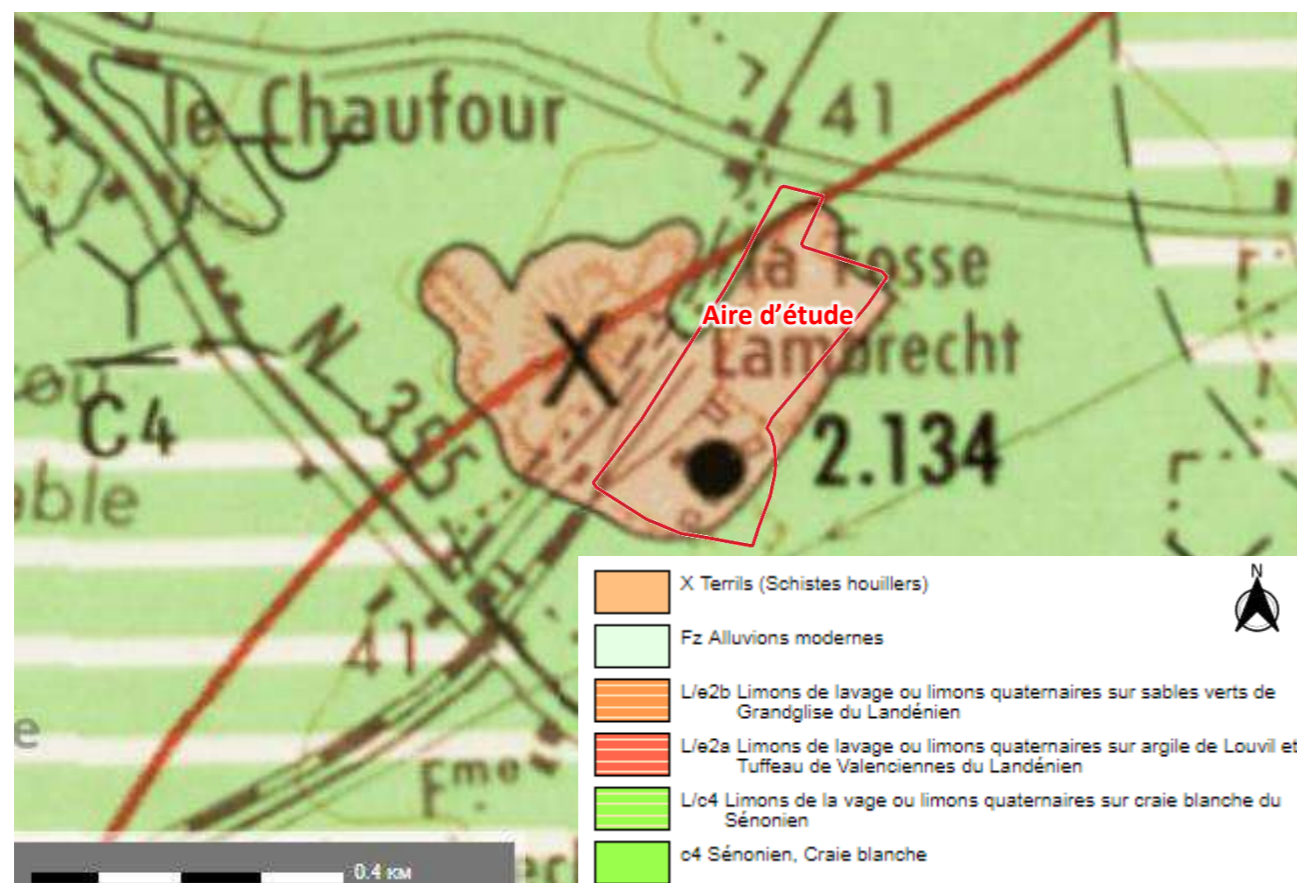 le Chaufour
41
la Fosse
Aire d'étude
Lambrecht
N 355
C4
2.134
able
41
e
Fme
X Terrils (Schistes houillers)
N
Fz Alluvions modernes
L/e2b Limons de lavage ou limons quaternaires sur sables verts de
Grandglise du Landénien
L/e2a Limons de lavage ou limons quaternaires sur argile de Louvil et
Tuffeau de Valenciennes du Landénien
L/c4 Limons de la vage ou limons quaternaires sur craie blanche du
Sénonien
c4 Sénonien, Craie blanche
0.4 км